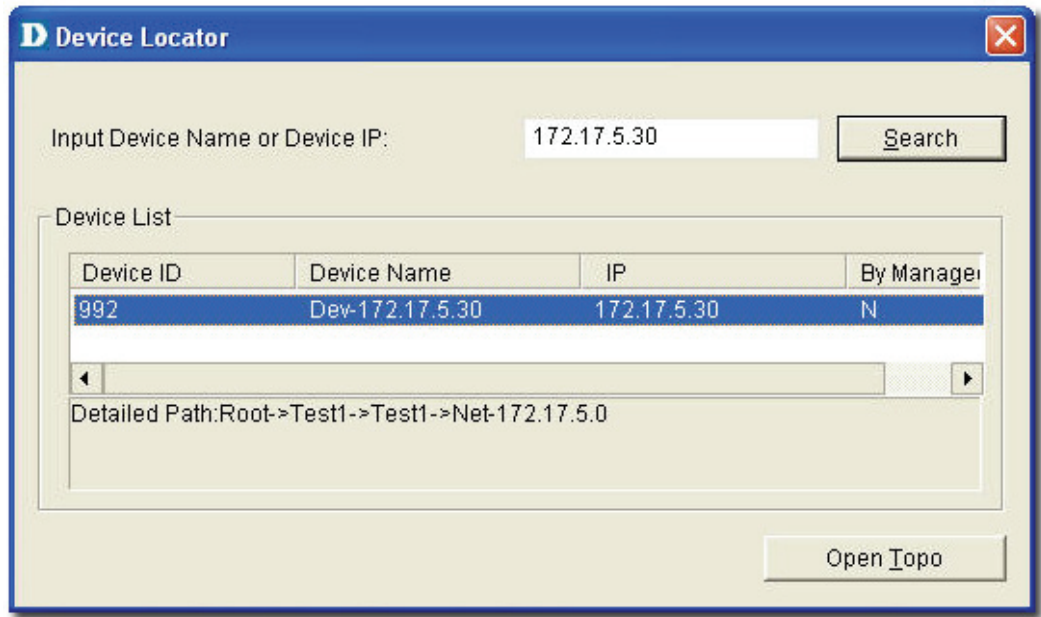 D Device Locator
Input Device Name or Device IP: 172.17.5.30 Search
Device List
Device ID Device Name IP By Manage
992 Dev-172.17.5.30 172.17.5.30 N
Detailed Path:Root->Test1->Test1->Net-172.17.5.0
Open Topo